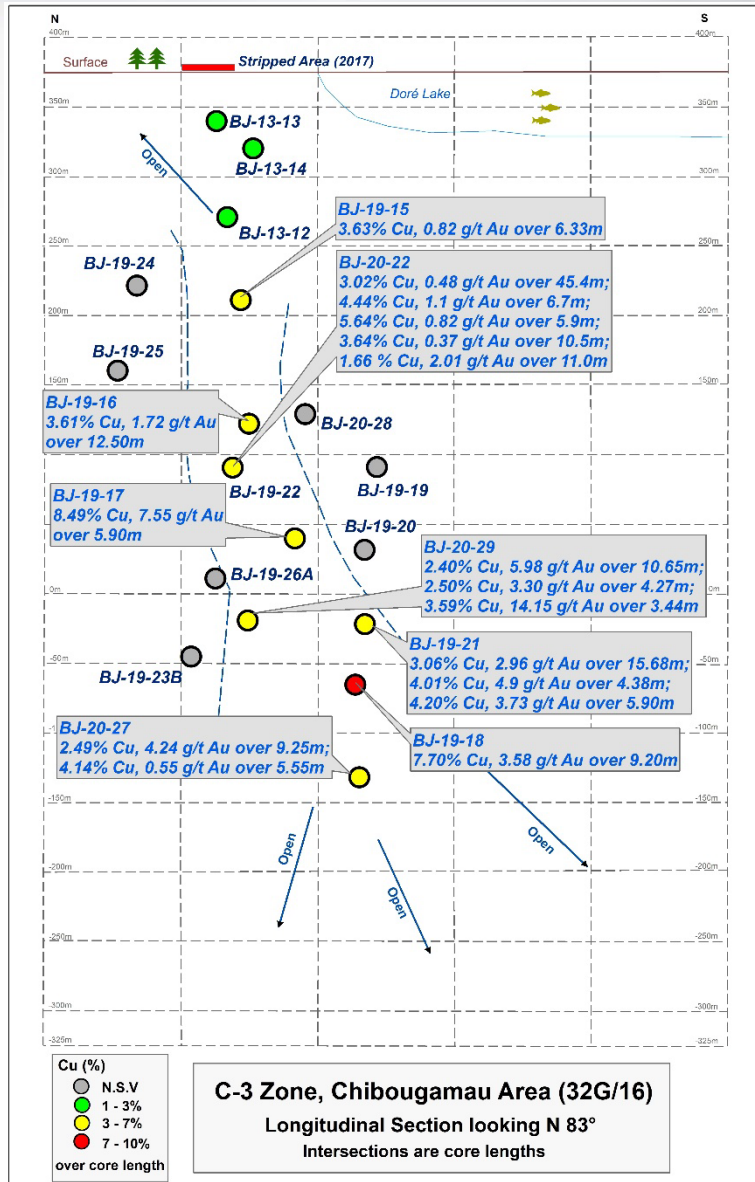 N
S
400m
400m
Surface
Stripped Area (2017)
Doré Lake
350m
350m
BJ-13-13
BJ-13-14
Open
300m
300m
BJ-13-12
BJ-19-15
3.63% Cu, 0.82 g/t Au over 6.33m
250m
250m
BJ-19-24
BJ-20-22
3.02% Cu, 0.48 g/t Au over 45.4m;
4.44% Cu, 1.1 g/t Au over 6.7m;
5.64% Cu, 0.82 g/t Au over 5.9m;
3.64% Cu, 0.37 g/t Au over 10.5m;
1.66 % Cu, 2.01 g/t Au over 11.0m
200m
200m
BJ-19-25
150m
150m
BJ-19-16
3.61% Cu, 1.72 g/t Au
over 12.50m
BJ-20-28
BJ-19-22
BJ-19-19
BJ-19-17
8.49% Cu, 7.55 g/t Au
over 5.90m
BJ-19-20
BJ-20-29
2.40% Cu, 5.98 g/t Au over 10.65m;
2.50% Cu, 3.30 g/t Au over 4.27m;
3.59% Cu, 14.15 g/t Au over 3.44m
BJ-19-26A
0m
0m
BJ-19-21
3.06% Cu, 2.96 g/t Au over 15.68m;
4.01% Cu, 4.9 g/t Au over 4.38m;
4.20% Cu, 3.73 g/t Au over 5.90m
BJ-19-23B
-50m
-50m
BJ-20-27
2.49% Cu, 4.24 g/t Au over 9.25m;
4.14% Cu, 0.55 g/t Au over 5.55m
BJ-19-18
7.70% Cu, 3.58 g/t Au over 9.20m
-100m
-150m
-150m
Open
Open
Open
-200m
-200m
-250m
-250m
-300m
-300m
-325m
-325m
Cu (%)
N.S.V
1 - 3%
3 - 7%
7 - 10%
over core length
C-3 Zone, Chibougamau Area (32G/16)
Longitudinal Section looking N 83°
Intersections are core lengths